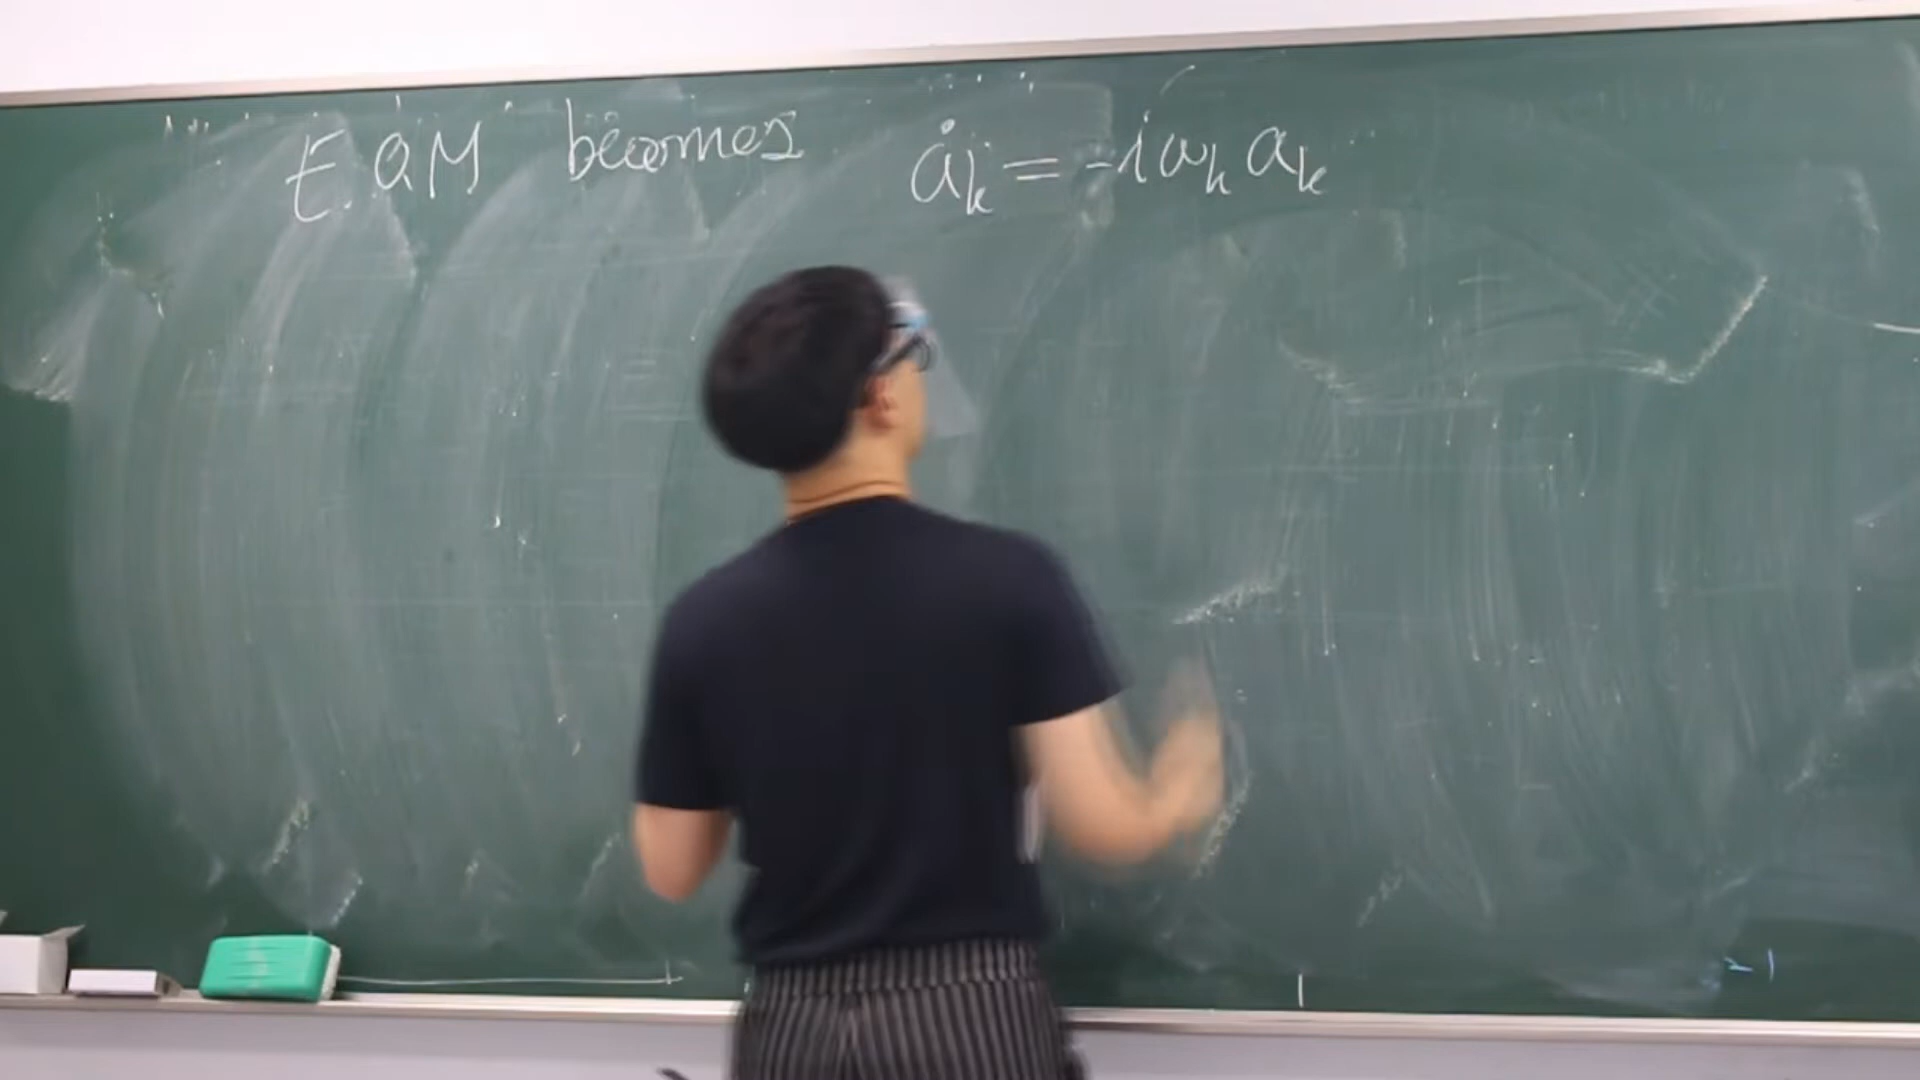 E.O.M becomes ȧₖ = -iωₖ aₖ